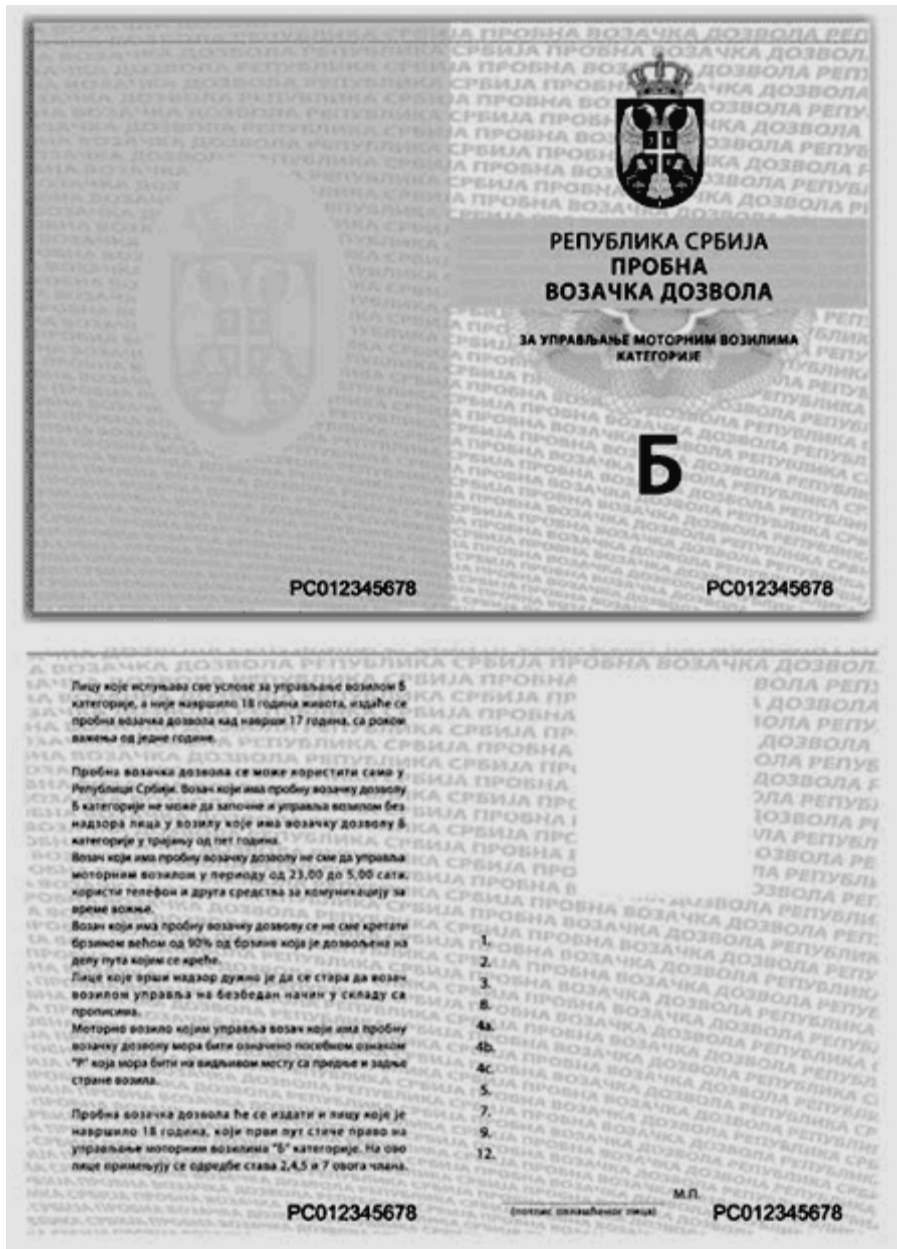 РЕПУБЛИКА СРБИЈА
ПРОБНА
ВОЗАЧКА ДОЗВОЛА
ЗА УПРАВЉАЊЕ МОТОРНИМ ВОЗИЛИМА
КАТЕГОРИЈЕ
Б
РС012345678
РС012345678
Лицу које испуњава све услове за управљање возилом Б
категорије, а није навршило 18 година живота, издаће се
пробна возачка дозвола кад наврши 17 година, са роком
важења од једне године.
Пробна возачка дозвола се може користити само у
Републици Србији. Возач који има пробну возачку дозволу
Б категорије не може да започне и управља возилом без
надзора лица у возилу које има возачку дозволу Б
категорије у трајању од пет година.
Возач који има пробну возачку дозволу не сме да управља
моторним возилом у периоду од 23,00 до 5,00 сати,
користи телефон и друга средства за комуникацију за
време вожње.
Возач који има пробну возачку дозволу се не сме кретати
брзином већом од 90% од брзине која је дозвољена на
делу пута којим се креће.
Лице које врши надзор дужно је да се стара да возач
возилом управља на безбедан начин у складу са
прописима.
Моторно возило којим управља возач који има пробну
возачку дозволу мора бити означено посебном ознаком
"Р" која мора бити на видљивом месту са предње и задње
стране возила.
Пробна возачка дозвола ће се издати и лицу које је
навршило 18 година, који први пут стиче право на
управљање моторним возилима "Б" категорије. На ово
лице примењују се одредбе става 2,4,5 и 7 овога члана.
РС012345678
1.
2.
3.
8.
4a.
4b.
4c.
5.
7.
9.
12.
М.П.
(потпис овлашћеног лица)
РС012345678